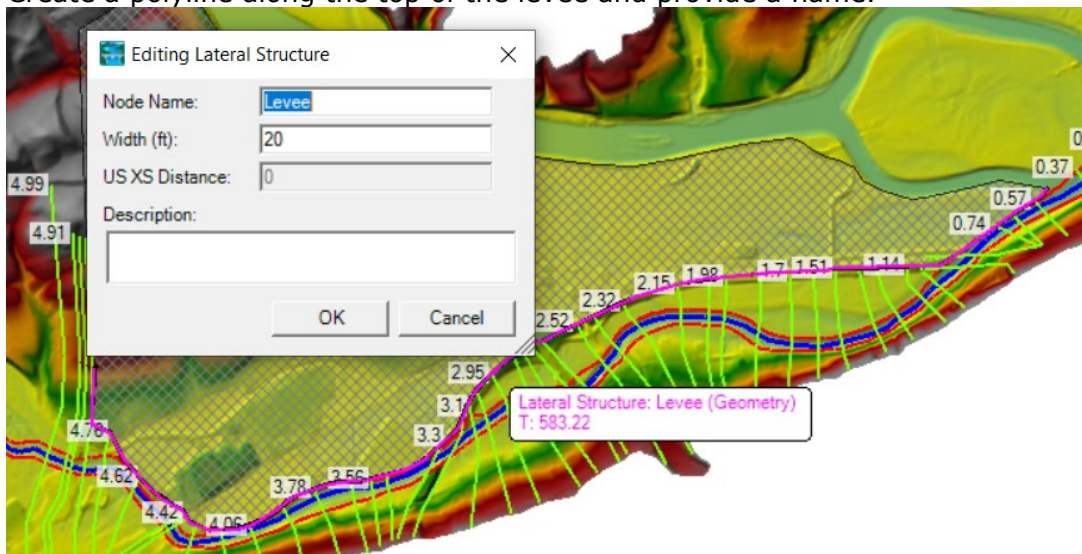 Create a polyline along the top of the levee and provide a name.
Editing Lateral Structure
Node Name:
Levee
Width (ft):
20
US XS Distance:
0
Description:
OK
Cancel
4.99
4.91
4.76
4.62
4.42
4.06
3.78
3.56
3.3
3.1
2.95
2.52
2.32
2.15
1.98
1.7
1.51
1.14
0.74
0.57
0.37
Lateral Structure: Levee (Geometry)
T: 583.22